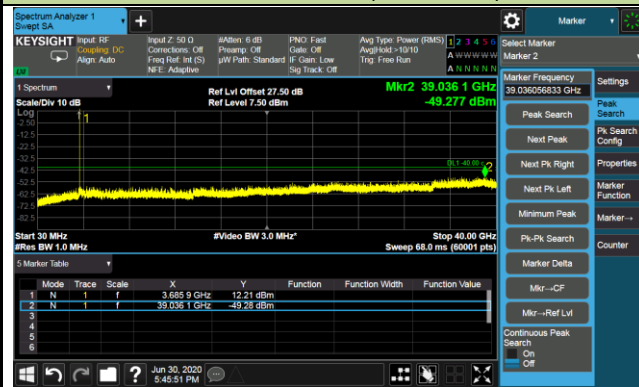 Spectrum Analyzer 1
Swept SA
Marker
KEYSIGHT
Input: RF
Coupling: DC
Align: Auto
Input Z: 50 Ω
Corrections: Off
Freq Ref: Int (S)
NFE: Adaptive
#Atten: 6 dB
Preamp: Off
µW Path: Standard
PNO: Fast
Gate: Off
IF Gain: Low
Sig Track: Off
Avg Type: Power (RMS)
Avg|Hold:>10/10
Trig: Free Run
1 2 3 4 5 6
A W W W W W
A N N N N N
Select Marker
Marker 2
Marker Frequency
39.036056833 GHz
Peak Search
Next Peak
Next Pk Right
Next Pk Left
Minimum Peak
Pk-Pk Search
Marker Delta
Mkr→CF
Mkr→Ref Lvl
Continuous Peak
Search
On
Off
Settings
Peak
Search
Pk Search
Config
Properties
Marker
Function
Marker→
Counter
1 Spectrum
Scale/Div 10 dB
Log
Ref Lvl Offset 27.50 dB
Ref Level 7.50 dBm
Mkr2 39.036 1 GHz
-49.277 dBm
-2.50
-12.5
-22.5
-32.5
-42.5
-52.5
-62.5
-72.5
-82.5
1
DL1 -40.00
2
Start 30 MHz
#Res BW 1.0 MHz
#Video BW 3.0 MHz*
Stop 40.00 GHz
Sweep 68.0 ms (60001 pts)
5 Marker Table
Mode Trace Scale X Y Function Function Width Function Value
1 N 1 f 3.685 9 GHz 12.21 dBm
2 N 1 f 39.036 1 GHz -49.28 dBm
3
4
5
6
Jun 30, 2020
5:45:51 PM